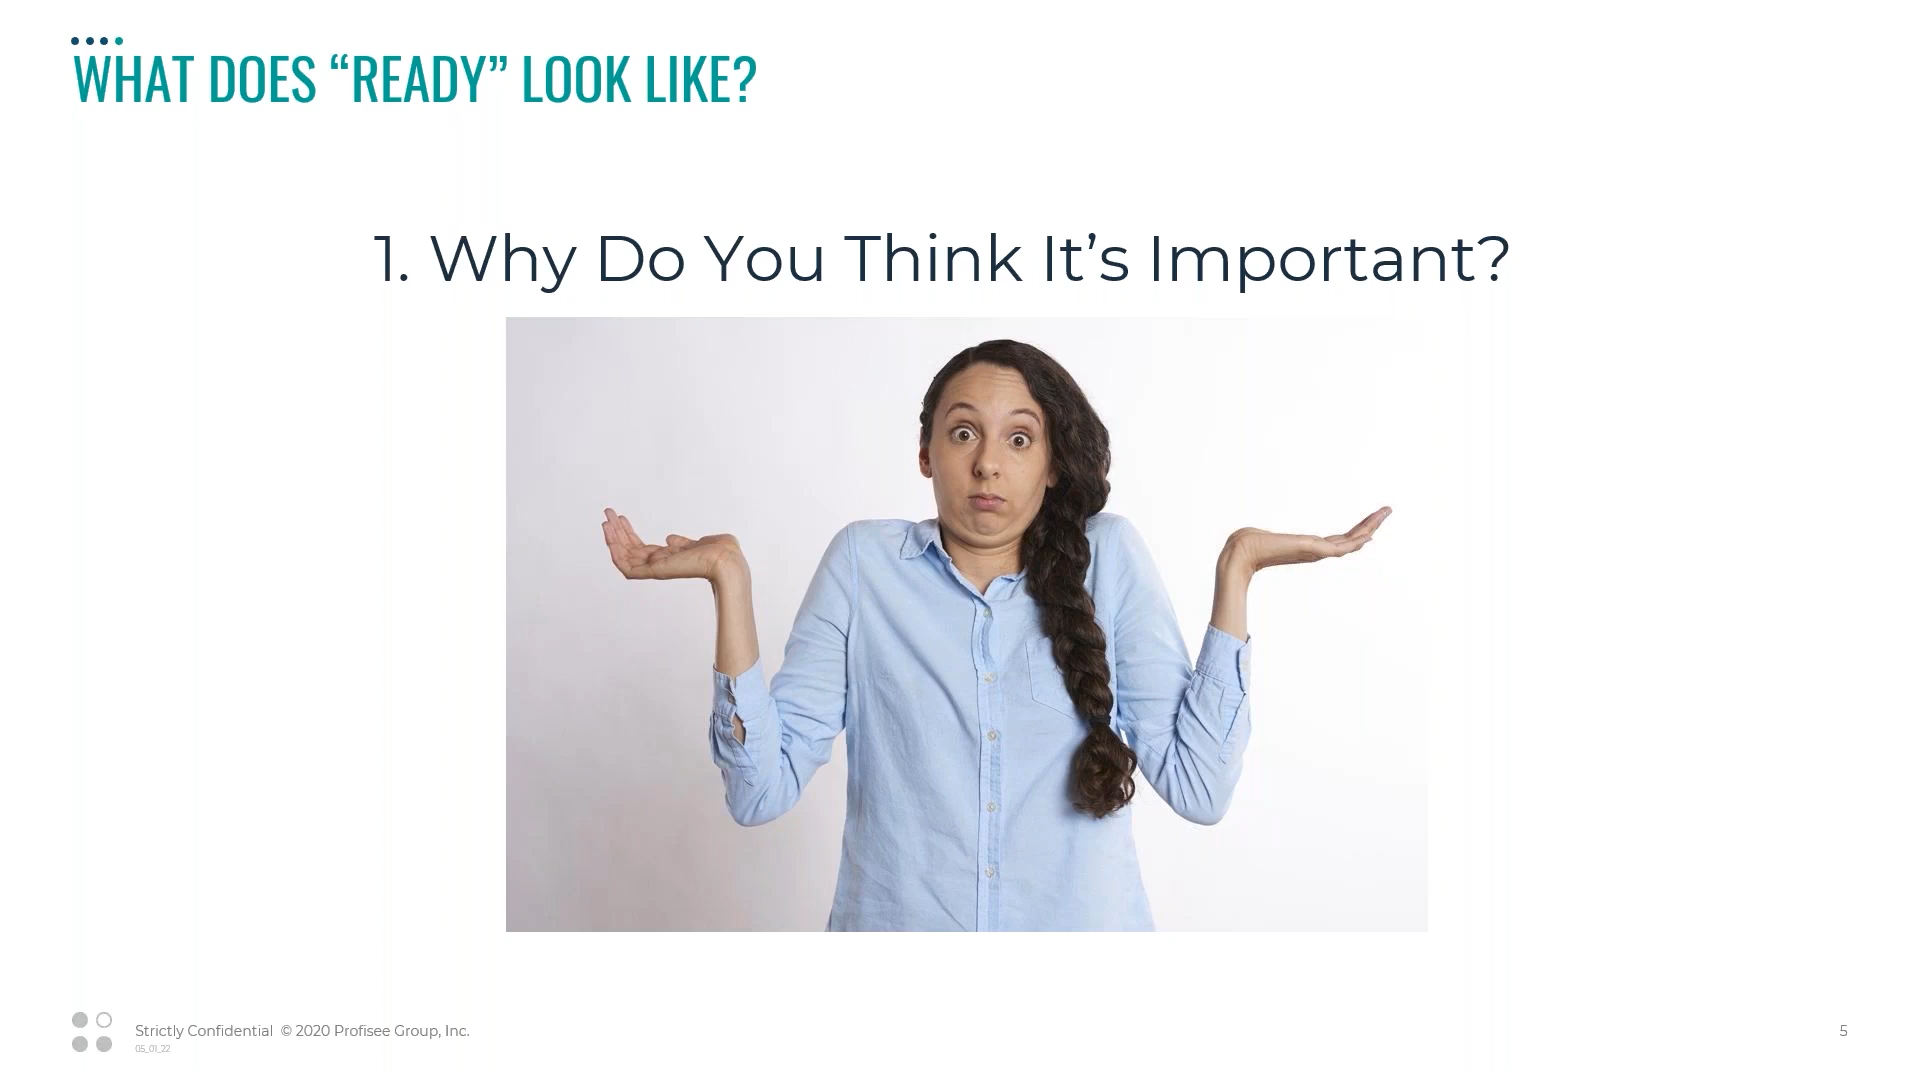 WHAT DOES “READY” LOOK LIKE?
1. Why Do You Think It’s Important?
Strictly Confidential © 2020 Profisee Group, Inc.
05_01_22
5